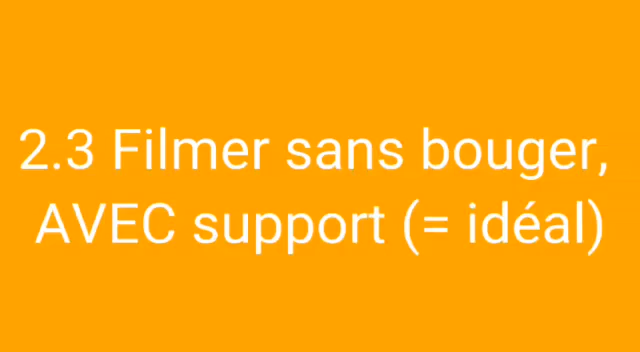 2.3 Filmer sans bouger,
AVEC support (= idéal)